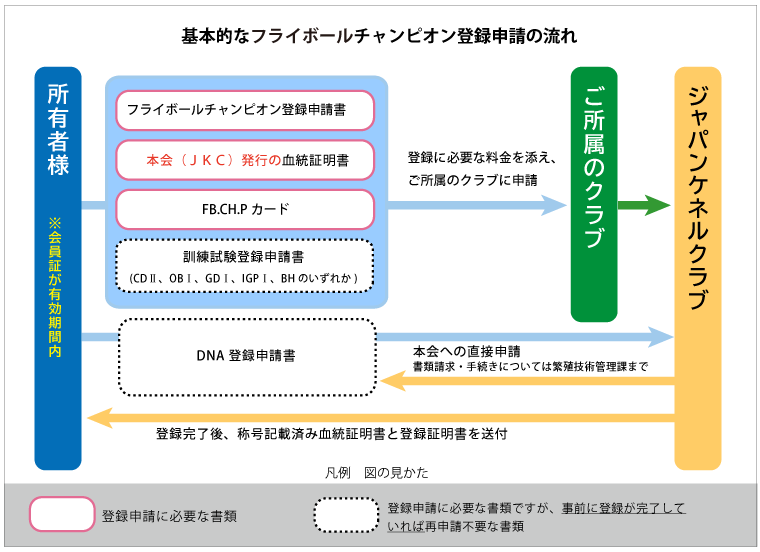 基本的なフライボールチャンピオン登録申請の流れ
所有者様
※会員証が有効期間内
フライボールチャンピオン登録申請書
本会（ＪＫＣ）発行の血統証明書
FB.CH.P カード
訓練試験登録申請書
(CDⅡ、OBⅠ、GDⅠ、IGPⅠ、BHのいずれか)
登録に必要な料金を添え、
ご所属のクラブに申請
ご所属のクラブ
ジャパンケネルクラブ
DNA 登録申請書
本会への直接申請
書類請求・手続きについては繁殖技術管理課まで
登録完了後、称号記載済み血統証明書と登録証明書を送付
凡例　図の見かた
登録申請に必要な書類
登録申請に必要な書類ですが、事前に登録が完了して
いれば再申請不要な書類